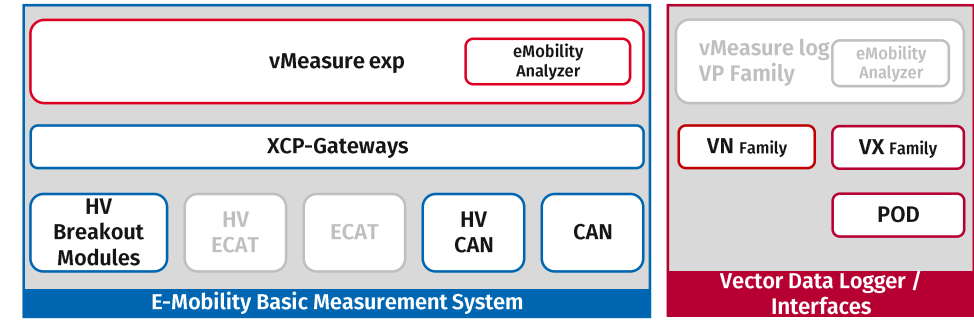 vMeasure exp
eMobility
Analyzer
XCP-Gateways
HV
Breakout
Modules
HV
ECAT
ECAT
HV
CAN
CAN
E-Mobility Basic Measurement System
vMeasure log
VP Family
eMobility
Analyzer
VN Family
VX Family
POD
Vector Data Logger /
Interfaces